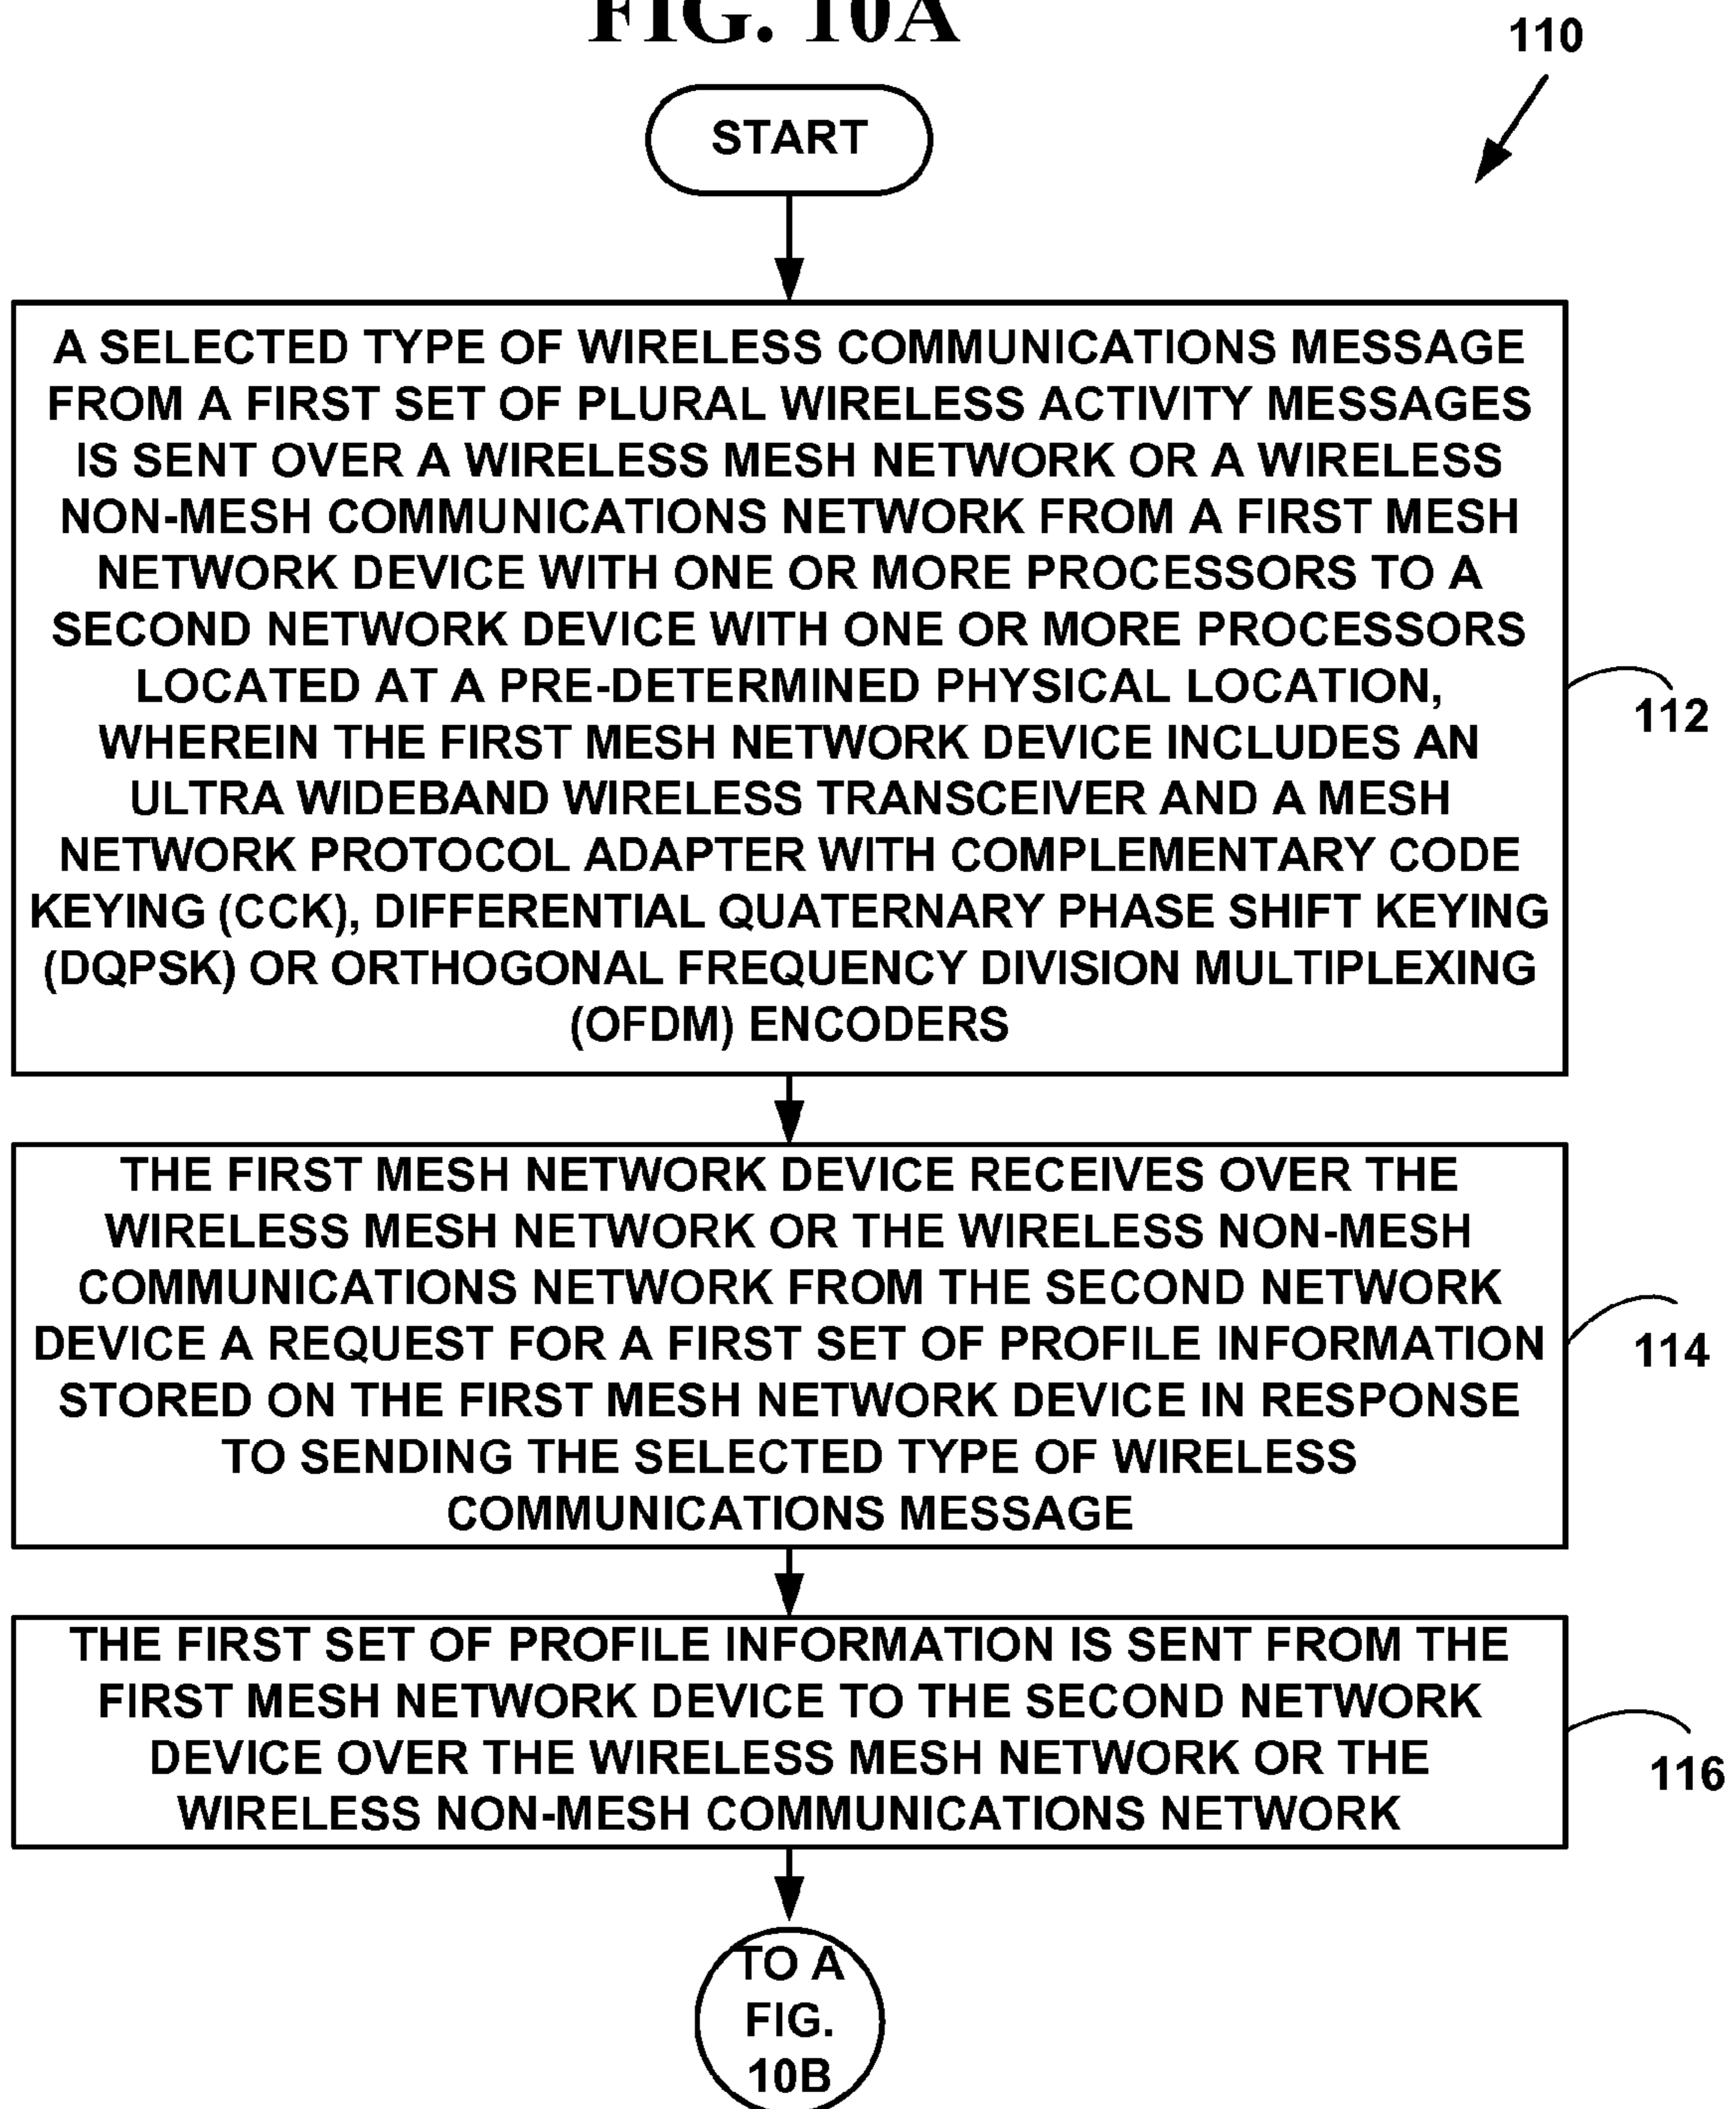 FIG. 10A
110
START
A SELECTED TYPE OF WIRELESS COMMUNICATIONS MESSAGE
FROM A FIRST SET OF PLURAL WIRELESS ACTIVITY MESSAGES
IS SENT OVER A WIRELESS MESH NETWORK OR A WIRELESS
NON-MESH COMMUNICATIONS NETWORK FROM A FIRST MESH
NETWORK DEVICE WITH ONE OR MORE PROCESSORS TO A
SECOND NETWORK DEVICE WITH ONE OR MORE PROCESSORS
LOCATED AT A PRE-DETERMINED PHYSICAL LOCATION,
WHEREIN THE FIRST MESH NETWORK DEVICE INCLUDES AN
ULTRA WIDEBAND WIRELESS TRANSCEIVER AND A MESH
NETWORK PROTOCOL ADAPTER WITH COMPLEMENTARY CODE
KEYING (CCK), DIFFERENTIAL QUATERNARY PHASE SHIFT KEYING
(DQPSK) OR ORTHOGONAL FREQUENCY DIVISION MULTIPLEXING
(OFDM) ENCODERS
112
THE FIRST MESH NETWORK DEVICE RECEIVES OVER THE
WIRELESS MESH NETWORK OR THE WIRELESS NON-MESH
COMMUNICATIONS NETWORK FROM THE SECOND NETWORK
DEVICE A REQUEST FOR A FIRST SET OF PROFILE INFORMATION
STORED ON THE FIRST MESH NETWORK DEVICE IN RESPONSE
TO SENDING THE SELECTED TYPE OF WIRELESS
COMMUNICATIONS MESSAGE
114
THE FIRST SET OF PROFILE INFORMATION IS SENT FROM THE
FIRST MESH NETWORK DEVICE TO THE SECOND NETWORK
DEVICE OVER THE WIRELESS MESH NETWORK OR THE
WIRELESS NON-MESH COMMUNICATIONS NETWORK
116
TO A
FIG.
10B